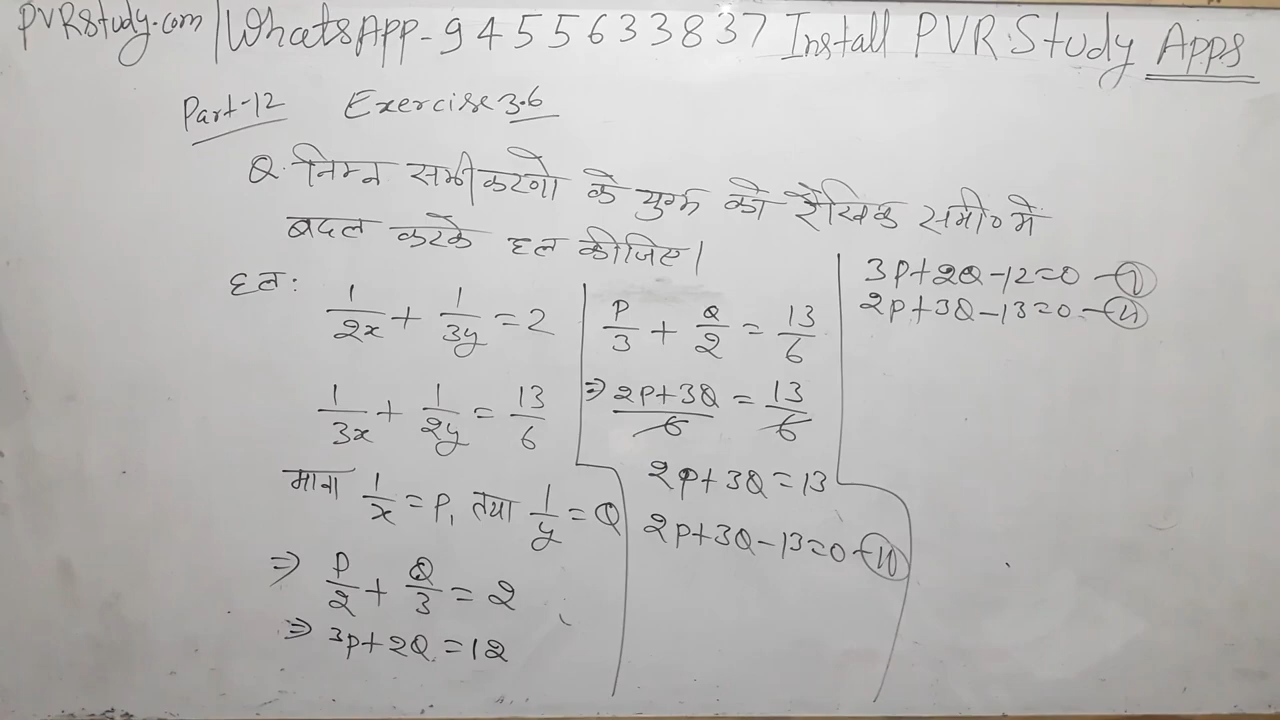 PVRStudy.com | WhatsApp-9455633837 Install PVR Study Apps
Part-12 Exercise 3.6
Q. निम्न समीकरणो के युग्म को रैखिक समी० में
बदल करके हल कीजिए।
हल:
1/2x + 1/3y = 2
1/3x + 1/2y = 13/6
माना 1/x = P, तथा 1/y = Q
⇒ P/2 + Q/3 = 2
⇒ 3P+2Q = 12
P/3 + Q/2 = 13/6
⇒ 2P+3Q/6 = 13/6
2P+3Q = 13
2P+3Q-13=0 -(II)
3P+2Q-12=0 -(I)
2P+3Q-13=0 -(II)